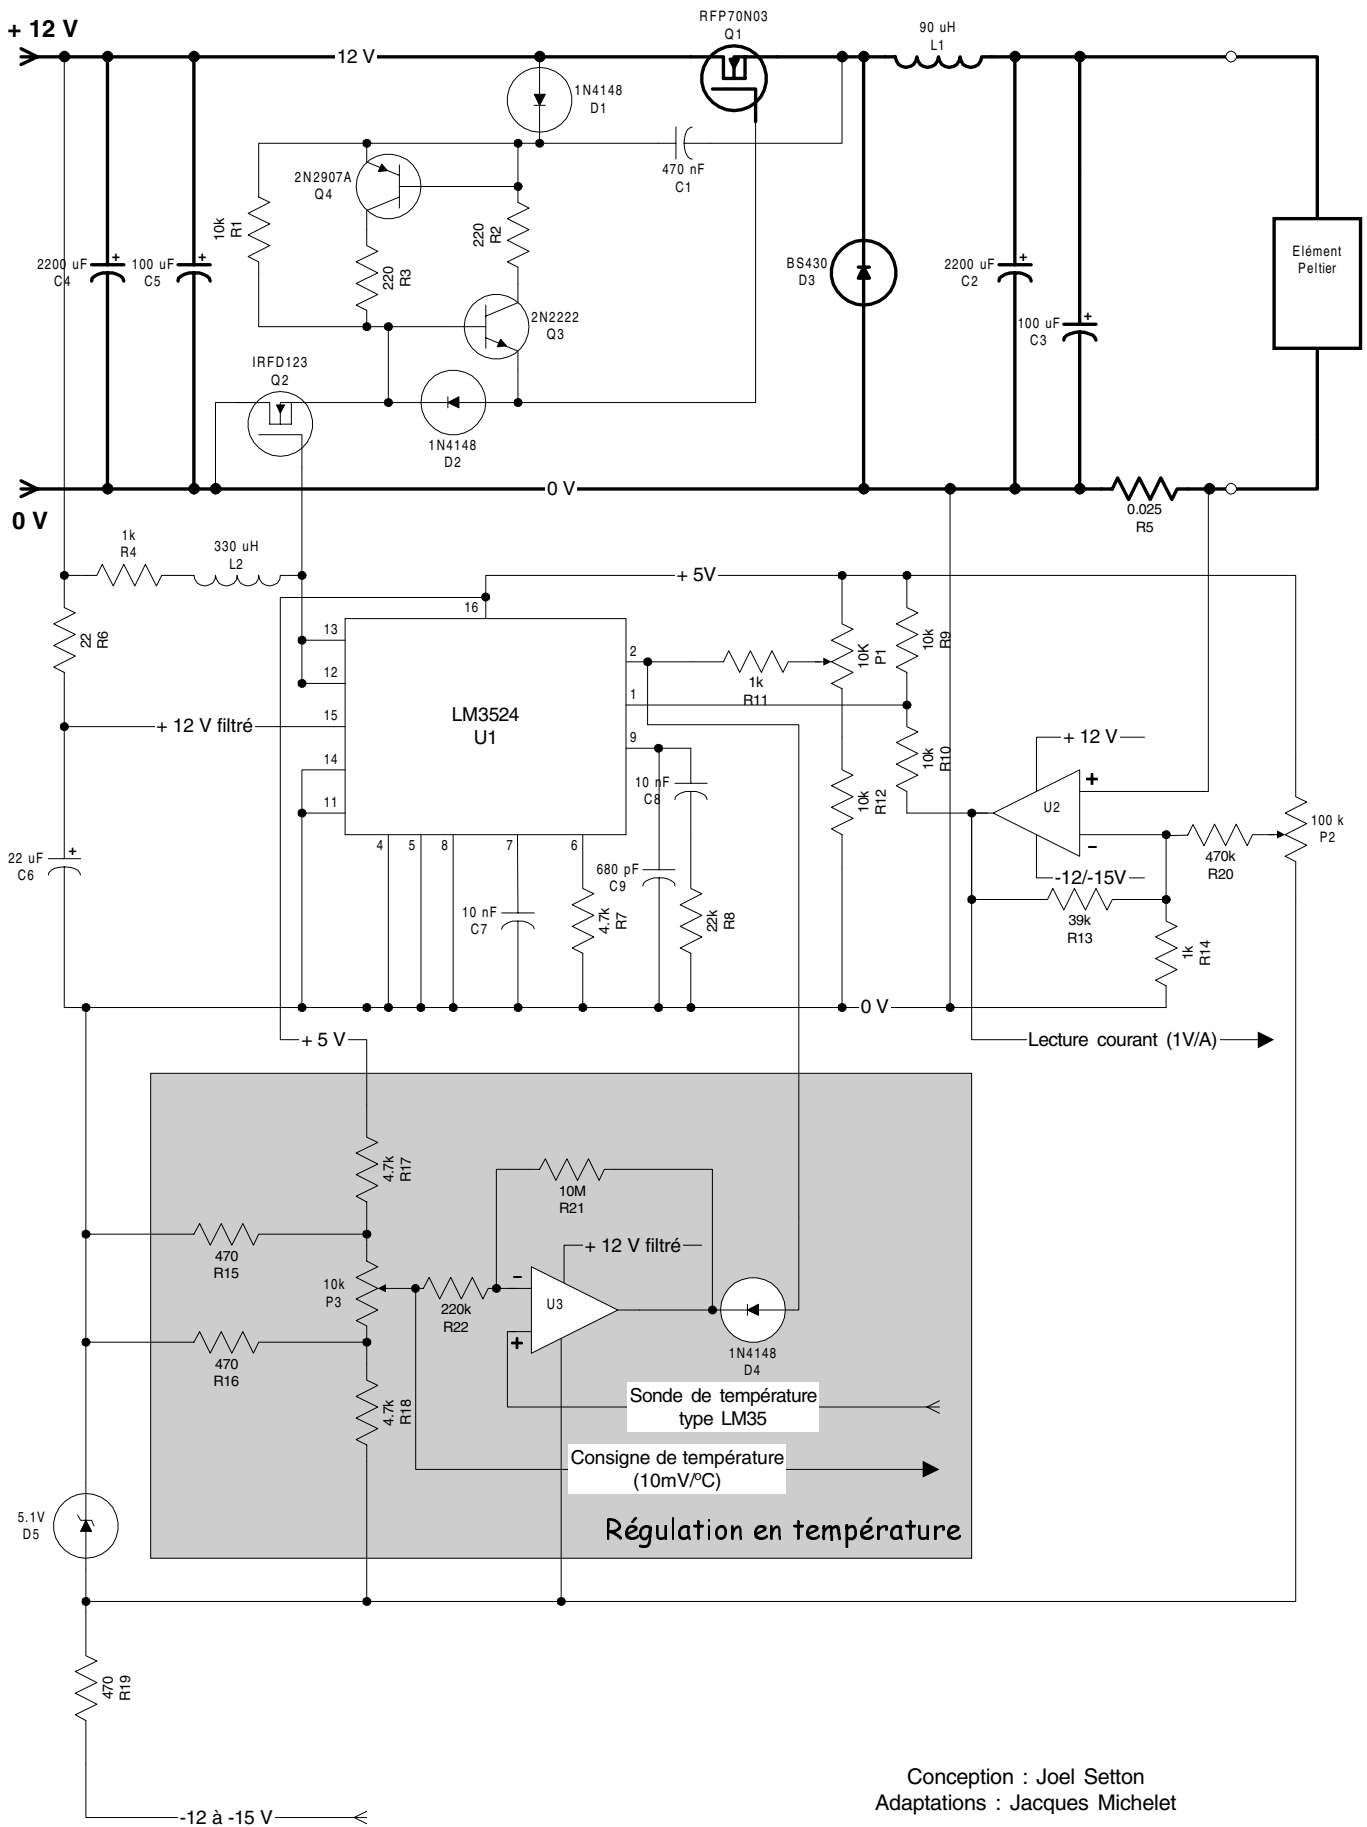 + 12 V
12 V
RFP70N03
Q1
90 uH
L1
1N4148
D1
470 nF
C1
2N2907A
Q4
10k
R1
220
R2
220
R3
2N2222
Q3
2200 uF
C4
100 uF
C5
BS430
D3
2200 uF
C2
100 uF
C3
Elément
Peltier
IRFD123
Q2
1N4148
D2
0 V
0 V
0.025
R5
1k
R4
330 uH
L2
+ 5V
22
R6
16
13
12
15
14
11
LM3524
U1
2
1
9
4
5
8
7
6
+ 12 V filtré
1k
R11
10K
P1
10k
R9
10k
R10
10k
R12
+ 12 V
+
U2
−
-12/-15V
100 k
P2
470k
R20
39k
R13
1k
R14
10 nF
C8
680 pF
C9
22k
R8
22 uF
C6
10 nF
C7
4.7k
R7
0 V
+ 5 V
Lecture courant (1V/A)
4.7k
R17
470
R15
10k
P3
470
R16
4.7k
R18
220k
R22
10M
R21
+ 12 V filtré
−
U3
+
1N4148
D4
Sonde de température
type LM35
Consigne de température
(10mV/ºC)
Régulation en température
5.1V
D5
470
R19
-12 à -15 V
Conception : Joel Setton
Adaptations : Jacques Michelet